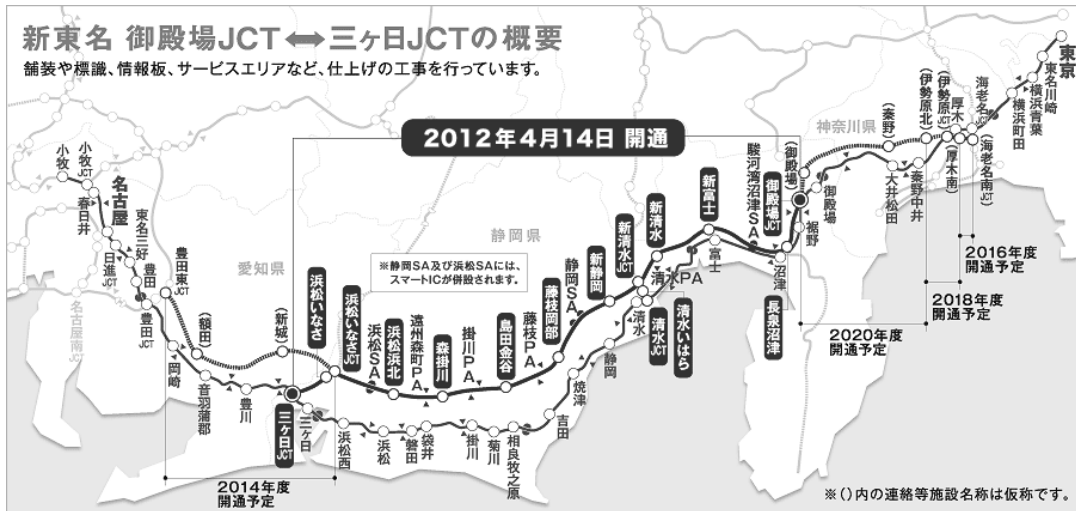 新東名 御殿場JCT⟷三ヶ日JCTの概要
舗装や標識、情報板、サービスエリアなど、仕上げの工事を行っています。
2012年4月14日 開通
東京
東名川崎
横浜青葉
横浜町田
海老名JCT
(海老名南JCT)
厚木
(厚木南)
(伊勢原JCT)
(伊勢原北)
(秦野)
秦野中井
大井松田
神奈川県
(御殿場)
御殿場
裾野
御殿場JCT
駿河湾沼津SA
沼津
長泉沼津
新富士
富士
新清水
新清水JCT
清水PA
清水いはら
清水JCT
清水
新静岡
静岡
静岡SA
静岡県
※静岡SA及び浜松SAには、
スマートICが併設されます。
藤枝岡部
焼津
藤枝PA
吉田
島田金谷
相良牧之原
掛川PA
菊川
掛川
森掛川
遠州森町PA
袋井
磐田
浜松浜北
浜松SA
浜松
浜松西
浜松いなさJCT
浜松いなさ
三ヶ日
三ヶ日JCT
愛知県
(新城)
(額田)
豊川
音羽蒲郡
岡崎
豊田東JCT
豊田JCT
豊田
東名三好
日進JCT
名古屋
名古屋南JCT
春日井
小牧JCT
小牧
2016年度
開通予定
2018年度
開通予定
2020年度
開通予定
2014年度
開通予定
※( )内の連絡等施設名称は仮称です。